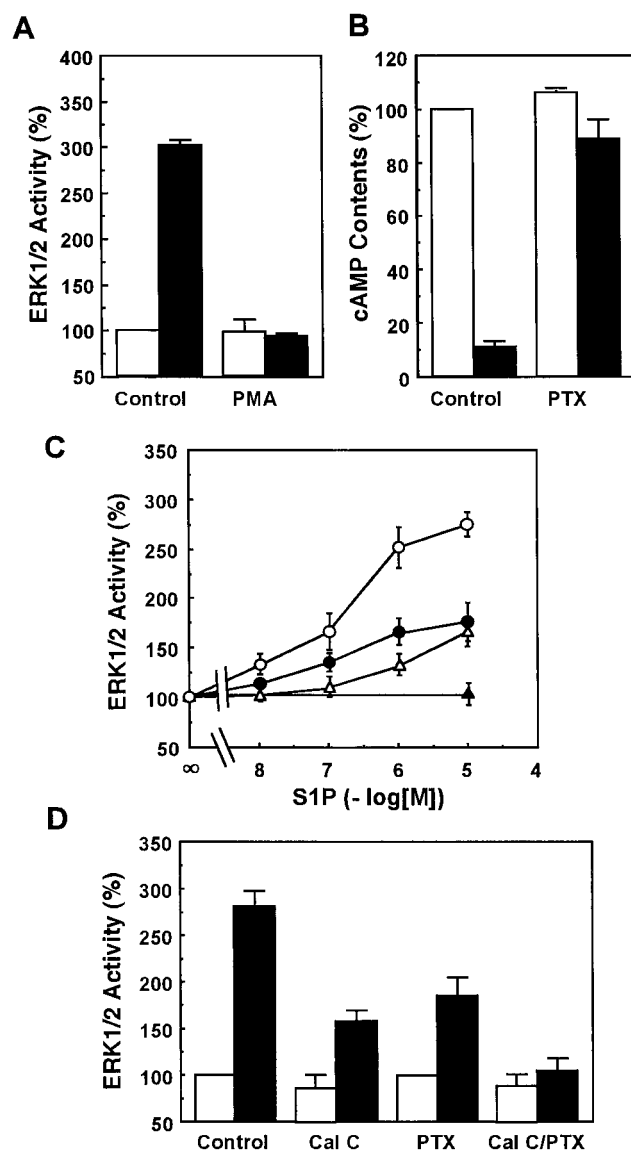 A
ERK1/2 Activity (%)
400
350
300
250
200
150
100
50
Control PMA
B
cAMP Contents (%)
120
100
80
60
40
20
0
Control PTX
C
ERK1/2 Activity (%)
350
300
250
200
150
100
50
∞ 8 7 6 5 4
S1P (- log[M])
D
ERK1/2 Activity (%)
350
300
250
200
150
100
50
Control Cal C PTX Cal C/PTX